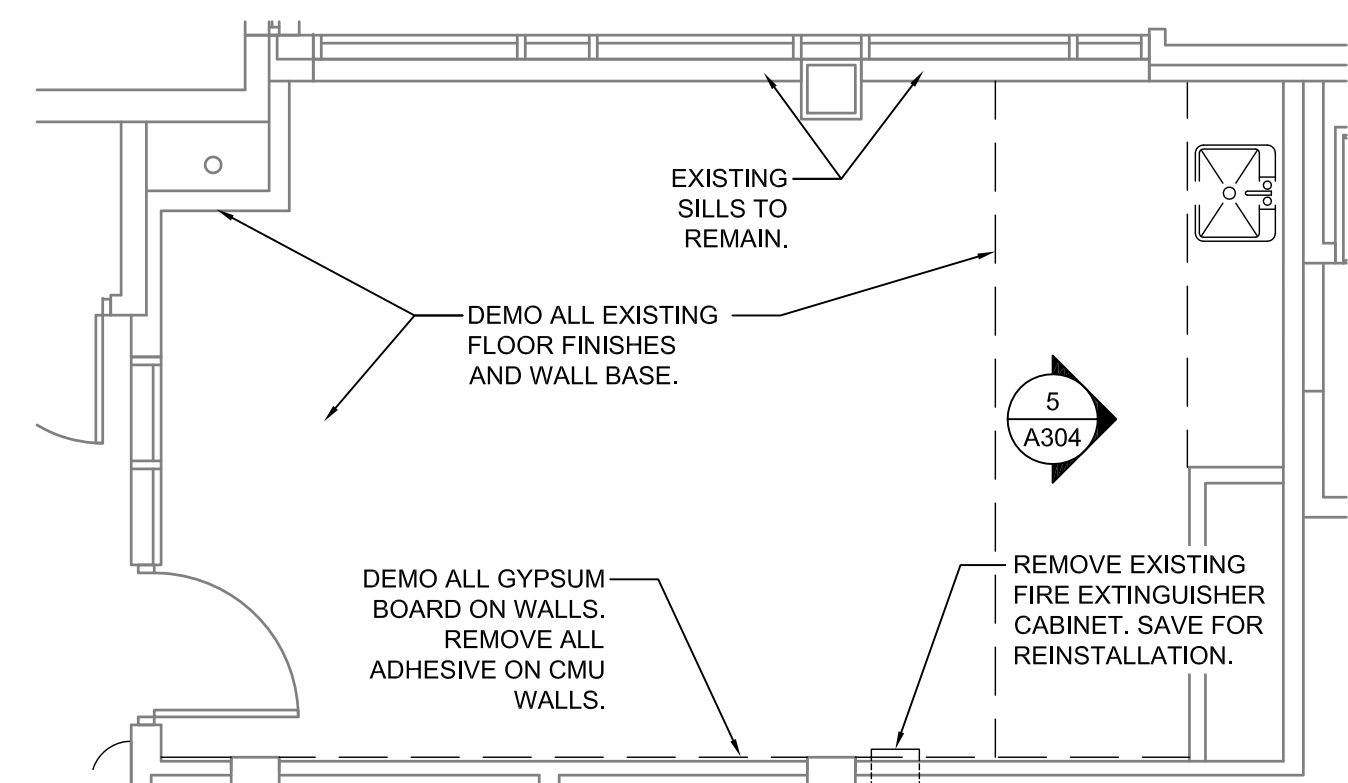 EXISTING
SILLS TO
REMAIN.
DEMO ALL EXISTING
FLOOR FINISHES
AND WALL BASE.
5
A304
DEMO ALL GYPSUM
BOARD ON WALLS.
REMOVE ALL
ADHESIVE ON CMU
WALLS.
REMOVE EXISTING
FIRE EXTINGUISHER
CABINET. SAVE FOR
REINSTALLATION.